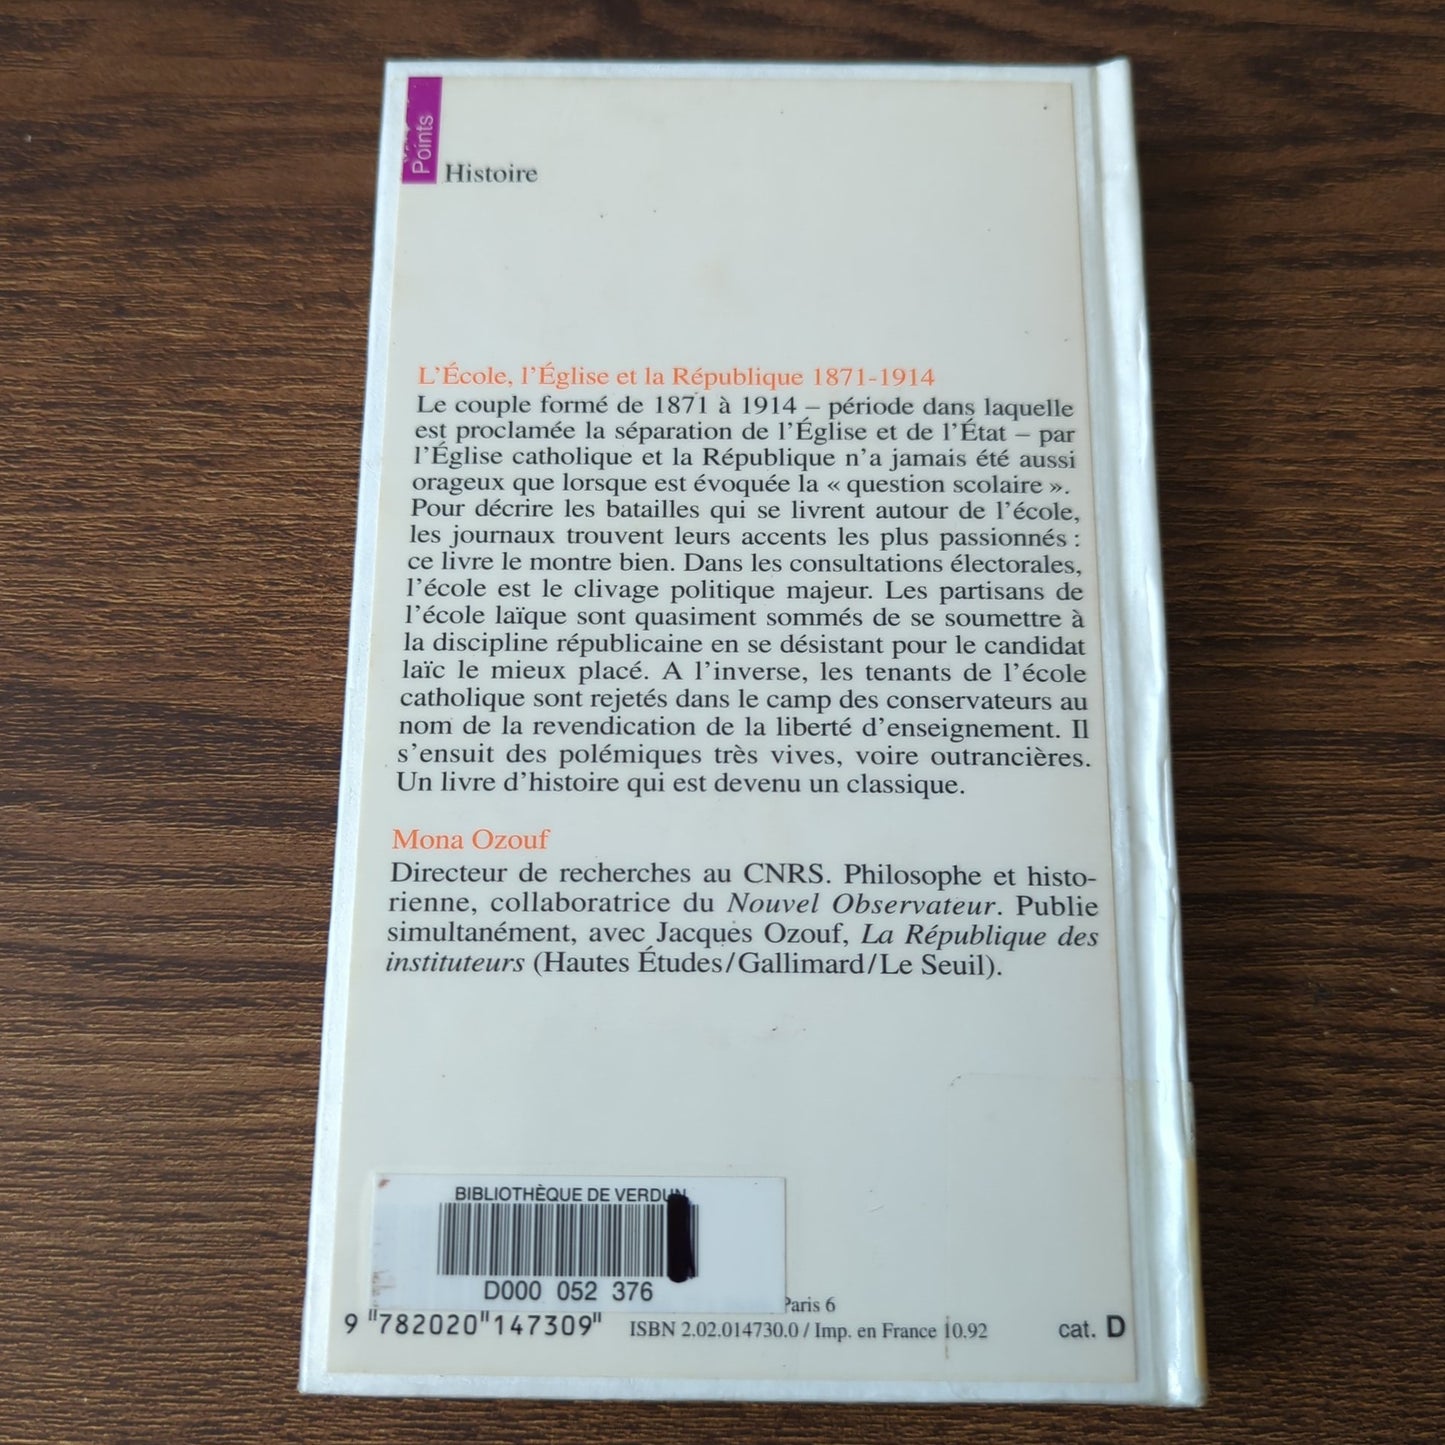 Points
Histoire
L'École, l'Église et la République 1871-1914
Le couple formé de 1871 à 1914 – période dans laquelle
est proclamée la séparation de l'Église et de l'État – par
l'Église catholique et la République n'a jamais été aussi
orageux que lorsque est évoquée la « question scolaire ».
Pour décrire les batailles qui se livrent autour de l'école,
les journaux trouvent leurs accents les plus passionnés :
ce livre le montre bien. Dans les consultations électorales,
l'école est le clivage politique majeur. Les partisans de
l'école laïque sont quasiment sommés de se soumettre à
la discipline républicaine en se désistant pour le candidat
laïc le mieux placé. A l'inverse, les tenants de l'école
catholique sont rejetés dans le camp des conservateurs au
nom de la revendication de la liberté d'enseignement. Il
s'ensuit des polémiques très vives, voire outrancières.
Un livre d'histoire qui est devenu un classique.
Mona Ozouf
Directeur de recherches au CNRS. Philosophe et histo-
rienne, collaboratrice du Nouvel Observateur. Publie
simultanément, avec Jacques Ozouf, La République des
instituteurs (Hautes Études/Gallimard/Le Seuil).
BIBLIOTHÈQUE DE VERDUN
D000 052 376
Paris 6
9 782020 147309
ISBN 2.02.014730.0 / Imp. en France 10.92
cat. D